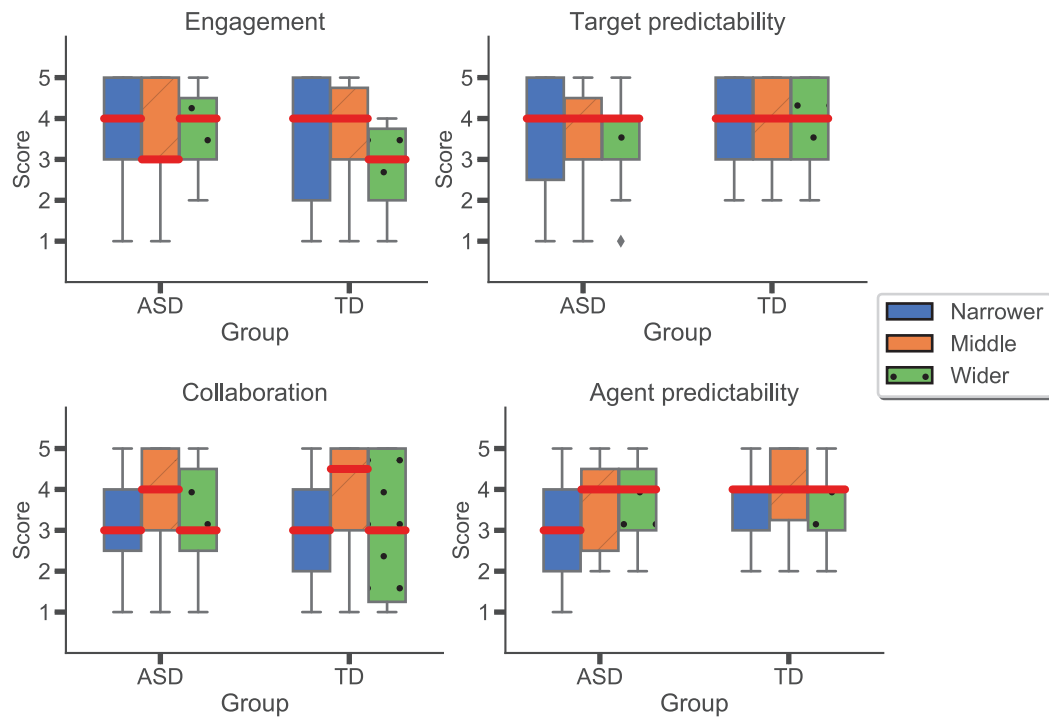 Engagement
Score
5
4
3
2
1
ASD TD
Group
Target predictability
Score
5
4
3
2
1
ASD TD
Group
Narrower
Middle
Wider
Collaboration
Score
5
4
3
2
1
ASD TD
Group
Agent predictability
Score
5
4
3
2
1
ASD TD
Group